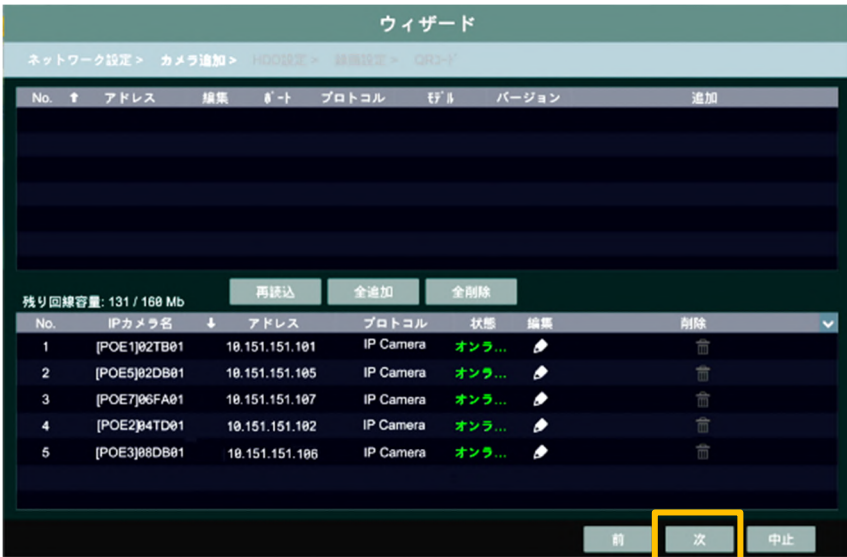 ウィザード
ネットワーク設定 > カメラ追加 > HDD設定 > 録画設定 > QRコード
No. ↑ アドレス 編集 ポート プロトコル モデル バージョン 追加
再読込 全追加 全削除
残り回線容量: 131 / 160 Mb
No. IPカメラ名 ↓ アドレス プロトコル 状態 編集 削除
1 [POE1]02TB01 10.151.151.101 IP Camera オンラ...
2 [POE5]02DB01 10.151.151.105 IP Camera オンラ...
3 [POE7]06FA01 10.151.151.107 IP Camera オンラ...
4 [POE2]04TD01 10.151.151.102 IP Camera オンラ...
5 [POE3]08DB01 10.151.151.106 IP Camera オンラ...
前 次 中止